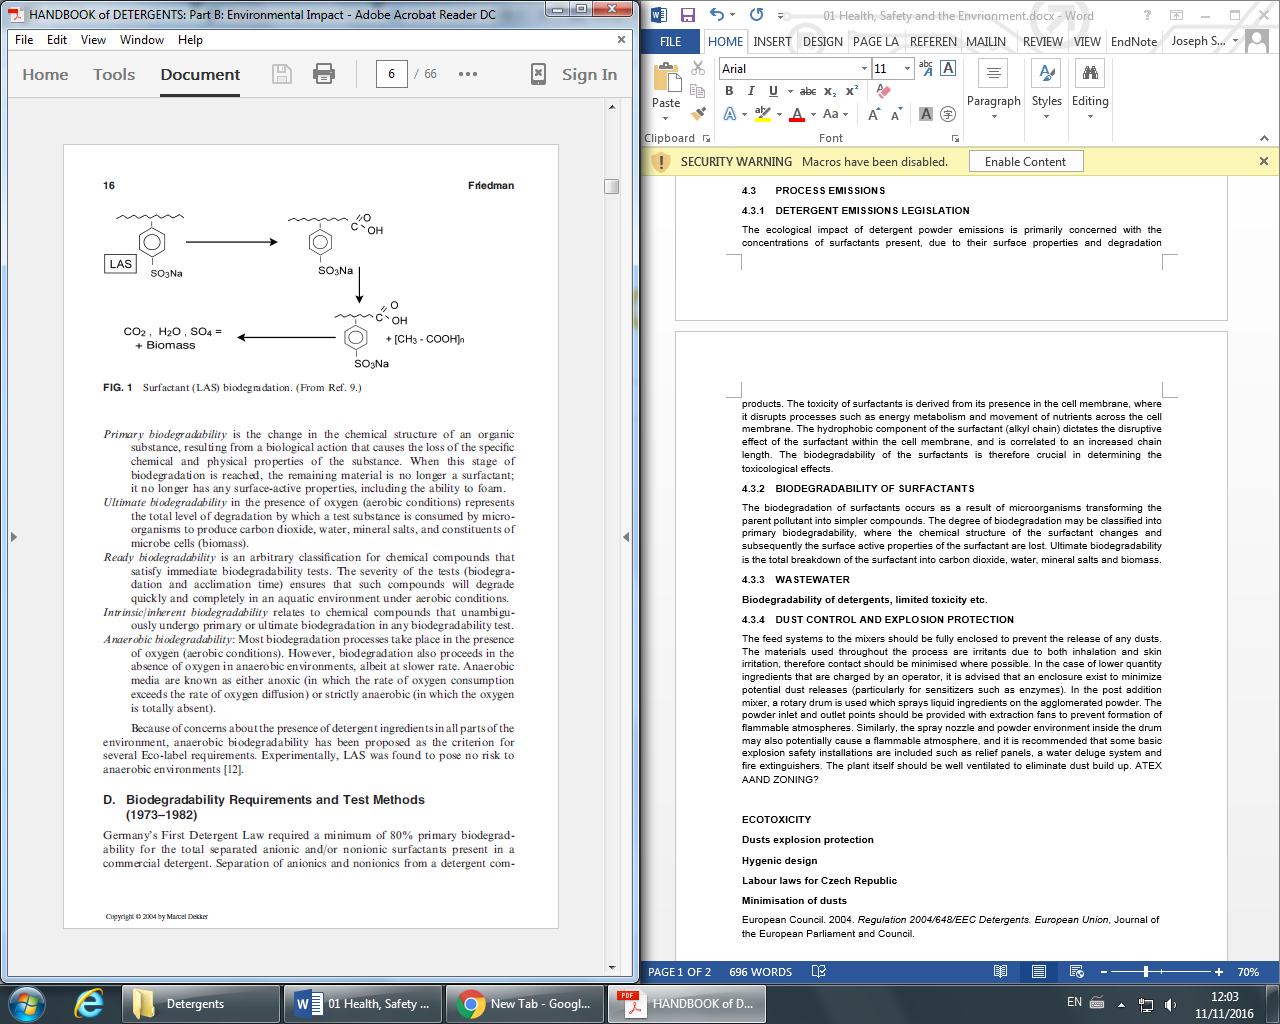 HANDBOOK of DETERGENTS: Part B: Environmental Impact - Adobe Acrobat Reader DC
File Edit View Window Help
Home Tools Document 6 / 66 Sign In
16 Friedman
LAS
SO3Na
C O
OH
SO3Na
C O
OH
+ [CH3 - COOH]n
SO3Na
CO2 , H2O , SO4 =
+ Biomass
FIG. 1 Surfactant (LAS) biodegradation. (From Ref. 9.)
Primary biodegradability is the change in the chemical structure of an organic
substance, resulting from a biological action that causes the loss of the specific
chemical and physical properties of the substance. When this stage of
biodegradation is reached, the remaining material is no longer a surfactant;
it no longer has any surface-active properties, including the ability to foam.
Ultimate biodegradability in the presence of oxygen (aerobic conditions) represents
the total level of degradation by which a test substance is consumed by micro-
organisms to produce carbon dioxide, water, mineral salts, and constituents of
microbe cells (biomass).
Ready biodegradability is an arbitrary classification for chemical compounds that
satisfy immediate biodegradability tests. The severity of the tests (biodegra-
dation and acclimation time) ensures that such compounds will degrade
quickly and completely in an aquatic environment under aerobic conditions.
Intrinsic/inherent biodegradability relates to chemical compounds that unambigu-
ously undergo primary or ultimate biodegradation in any biodegradability test.
Anaerobic biodegradability: Most biodegradation processes take place in the presence
of oxygen (aerobic conditions). However, biodegradation also proceeds in the
absence of oxygen in anaerobic environments, albeit at slower rate. Anaerobic
media are known as either anoxic (in which the rate of oxygen consumption
exceeds the rate of oxygen diffusion) or strictly anaerobic (in which the oxygen
is totally absent).
Because of concerns about the presence of detergent ingredients in all parts of the
environment, anaerobic biodegradability has been proposed as the criterion for
several Eco-label requirements. Experimentally, LAS was found to pose no risk to
anaerobic environments [12].
D. Biodegradability Requirements and Test Methods
(1973–1982)
Germany's First Detergent Law required a minimum of 80% primary biodegrad-
ability for the total separated anionic and/or nonionic surfactants present in a
commercial detergent. Separation of anionics and nonionics from a detergent com-
Copyright © 2004 by Marcel Dekker
01 Health, Safety and the Envrionment.docx - Word
FILE HOME INSERT DESIGN PAGE LA REFEREN MAILIN REVIEW VIEW EndNote Joseph S...
Paste
Arial 11
B I U abc x2 x2
A ab A Aa A A A
Clipboard Font Paragraph Styles Editing
SECURITY WARNING Macros have been disabled. Enable Content
4.3 PROCESS EMISSIONS
4.3.1 DETERGENT EMISSIONS LEGISLATION
The ecological impact of detergent powder emissions is primarily concerned with the
concentrations of surfactants present, due to their surface properties and degradation
products. The toxicity of surfactants is derived from its presence in the cell membrane, where
it disrupts processes such as energy metabolism and movement of nutrients across the cell
membrane. The hydrophobic component of the surfactant (alkyl chain) dictates the disruptive
effect of the surfactant within the cell membrane, and is correlated to an increased chain
length. The biodegradability of the surfactants is therefore crucial in determining the
toxicological effects.
4.3.2 BIODEGRADABILITY OF SURFACTANTS
The biodegradation of surfactants occurs as a result of microorganisms transforming the
parent pollutant into simpler compounds. The degree of biodegradation may be classified into
primary biodegradability, where the chemical structure of the surfactant changes and
subsequently the surface active properties of the surfactant are lost. Ultimate biodegradability
is the total breakdown of the surfactant into carbon dioxide, water, mineral salts and biomass.
4.3.3 WASTEWATER
Biodegradability of detergents, limited toxicity etc.
4.3.4 DUST CONTROL AND EXPLOSION PROTECTION
The feed systems to the mixers should be fully enclosed to prevent the release of any dusts.
The materials used throughout the process are irritants due to both inhalation and skin
irritation, therefore contact should be minimised where possible. In the case of lower quantity
ingredients that are charged by an operator, it is advised that an enclosure exist to minimize
potential dust releases (particularly for sensitizers such as enzymes). In the post addition
mixer, a rotary drum is used which sprays liquid ingredients on the agglomerated powder. The
powder inlet and outlet points should be provided with extraction fans to prevent formation of
flammable atmospheres. Similarly, the spray nozzle and powder environment inside the drum
may also potentially cause a flammable atmosphere, and it is recommended that some basic
explosion safety installations are included such as relief panels, a water deluge system and
fire extinguishers. The plant itself should be well ventilated to eliminate dust build up. ATEX
AAND ZONING?
ECOTOXICITY
Dusts explosion protection
Hygenic design
Labour laws for Czech Republic
Minimisation of dusts
European Council. 2004. Regulation 2004/648/EEC Detergents. European Union, Journal of
the European Parliament and Council.
PAGE 1 OF 2 696 WORDS 70%
Detergents 01 Health, Safety ... New Tab - Googl... PDF HANDBOOK of D... EN 12:03
11/11/2016